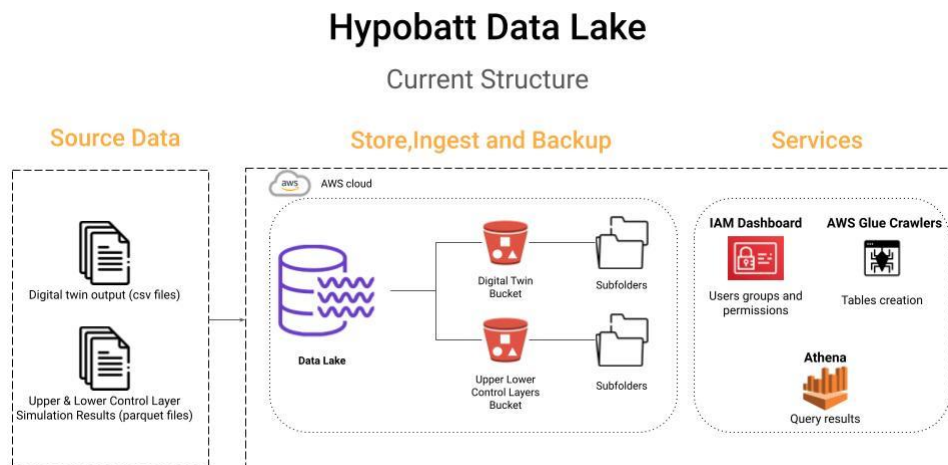 Hypobatt Data Lake
Current Structure
Source Data
Store,Ingest and Backup
Services
aws
AWS cloud
Digital twin output (csv files)
Upper & Lower Control Layer
Simulation Results (parquet files)
Data Lake
Digital Twin
Bucket
Subfolders
Upper Lower
Control Layers
Bucket
Subfolders
IAM Dashboard
Users groups and
permissions
AWS Glue Crawlers
Tables creation
Athena
Query results